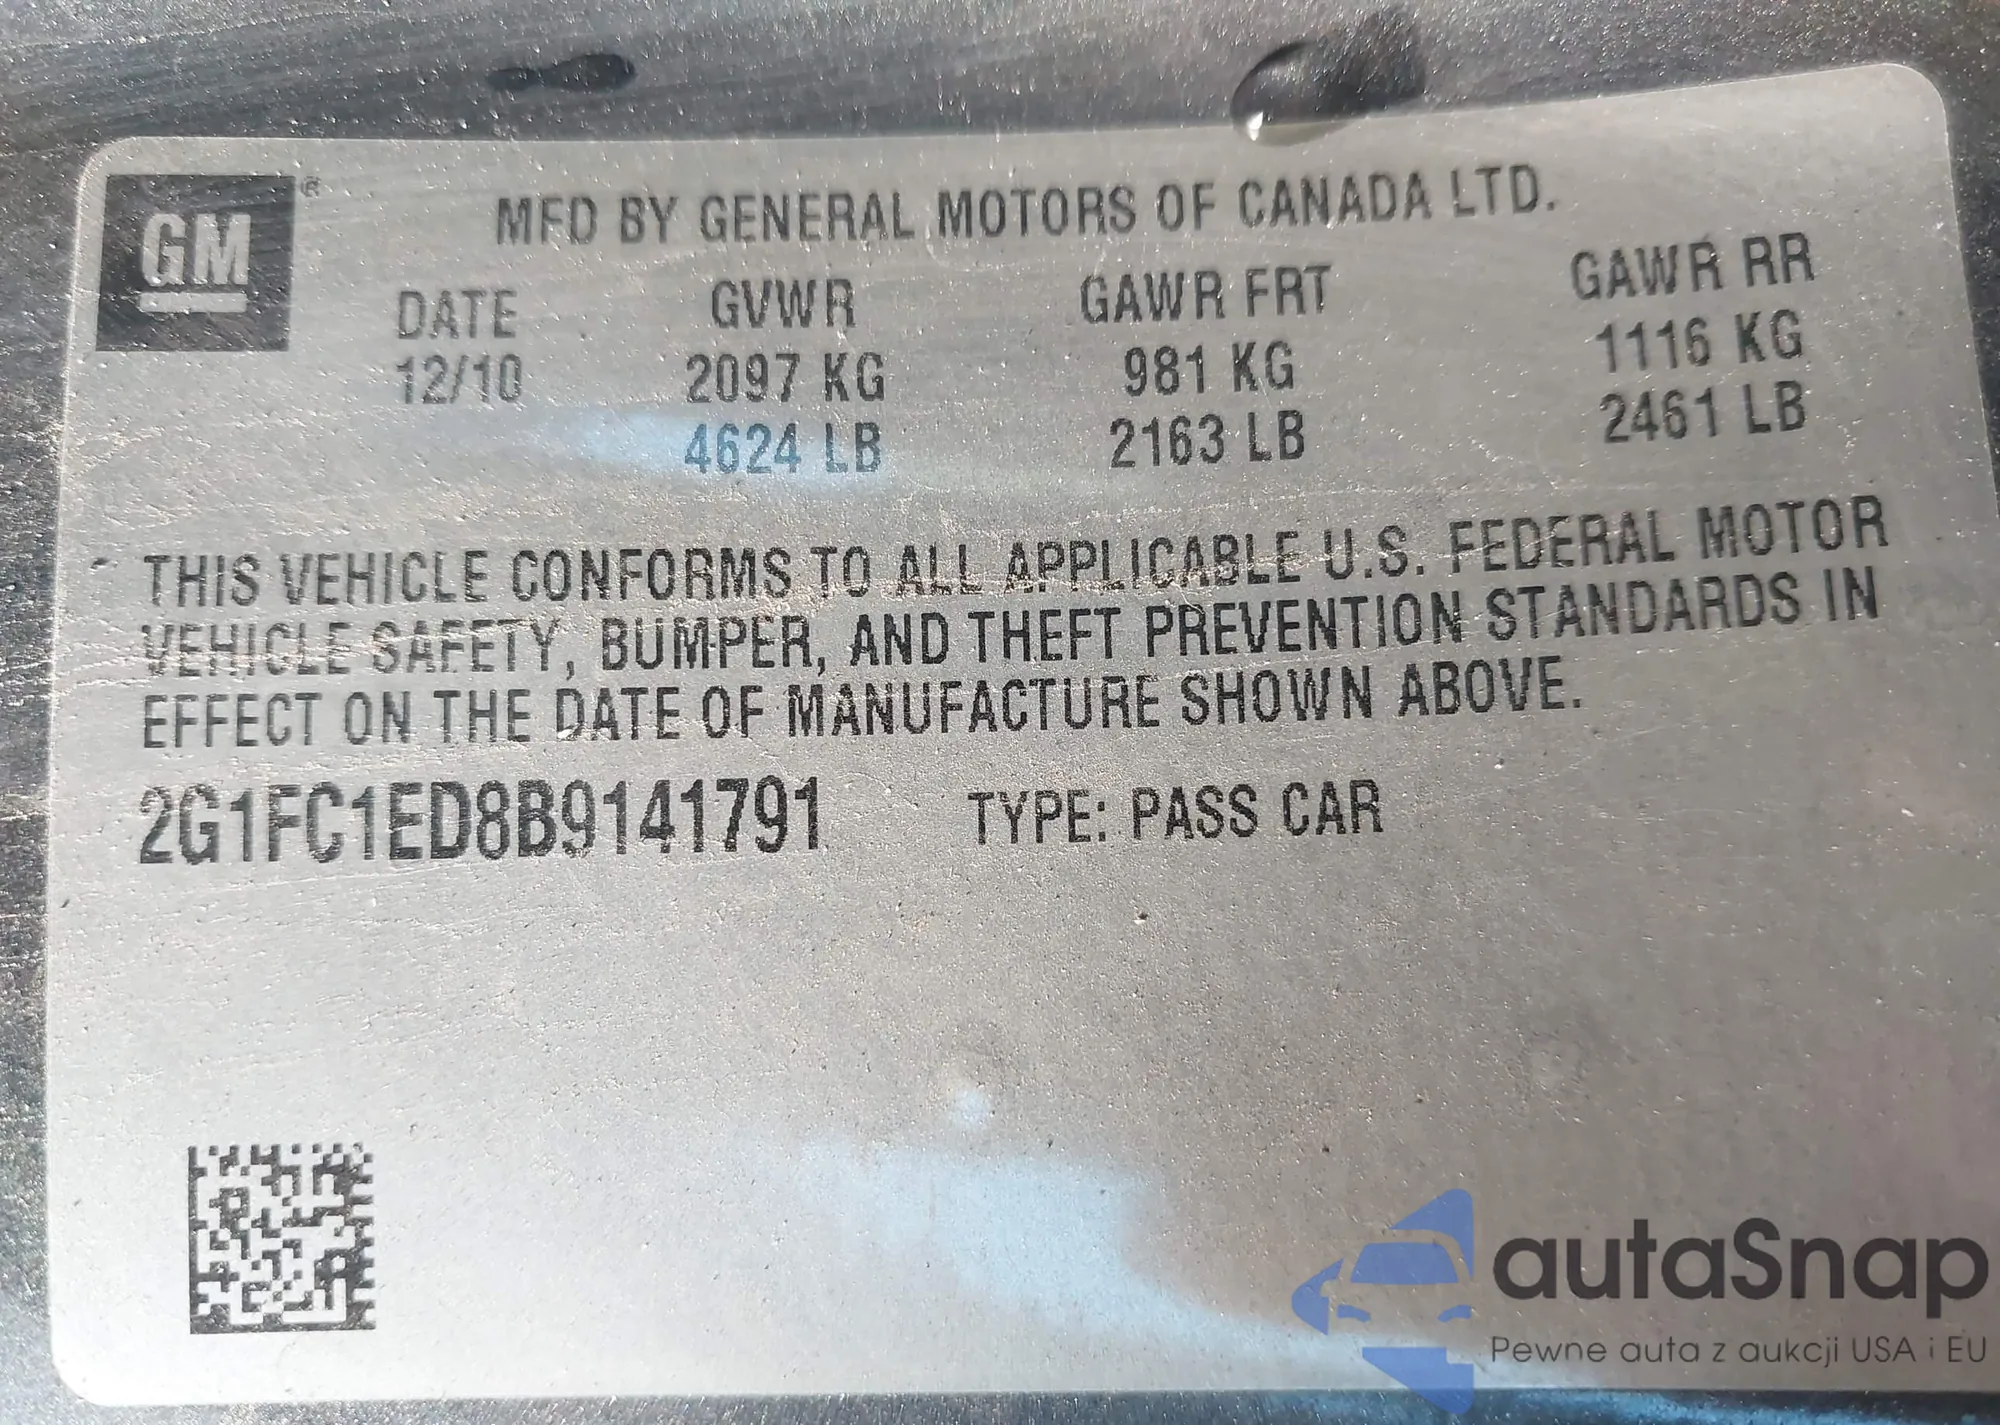 GM ®
MFD BY GENERAL MOTORS OF CANADA LTD.
DATE GVWR GAWR FRT GAWR RR
12/10 2097 KG 981 KG 1116 KG
4624 LB 2163 LB 2461 LB
THIS VEHICLE CONFORMS TO ALL APPLICABLE U.S. FEDERAL MOTOR
VEHICLE SAFETY, BUMPER, AND THEFT PREVENTION STANDARDS IN
EFFECT ON THE DATE OF MANUFACTURE SHOWN ABOVE.
2G1FC1ED8B9141791 TYPE: PASS CAR
autaSnap
Pewne auta z aukcji USA i EU